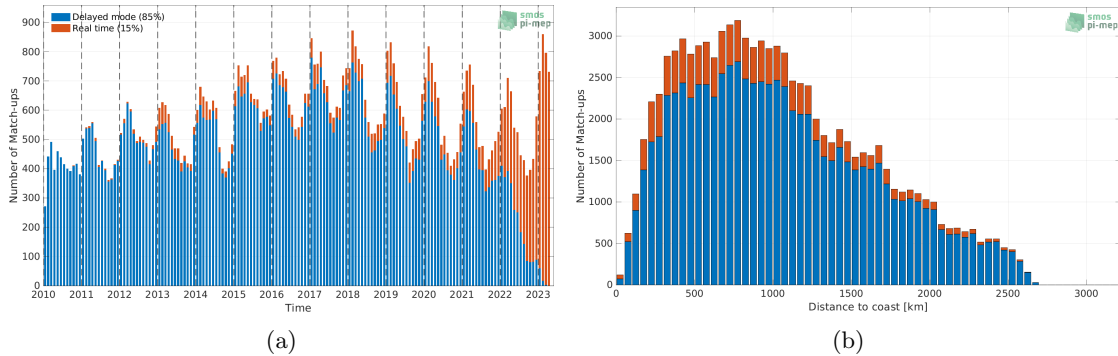 Delayed mode (85%)
Real time (15%)
smos
pi-mep
900
800
700
600
500
400
300
200
100
0
Number of Match-ups
2010 2011 2012 2013 2014 2015 2016 2017 2018 2019 2020 2021 2022 2023
Time
(a)
smos
pi-mep
3000
2500
2000
1500
1000
500
0
Number of Match-ups
0 500 1000 1500 2000 2500 3000
Distance to coast [km]
(b)